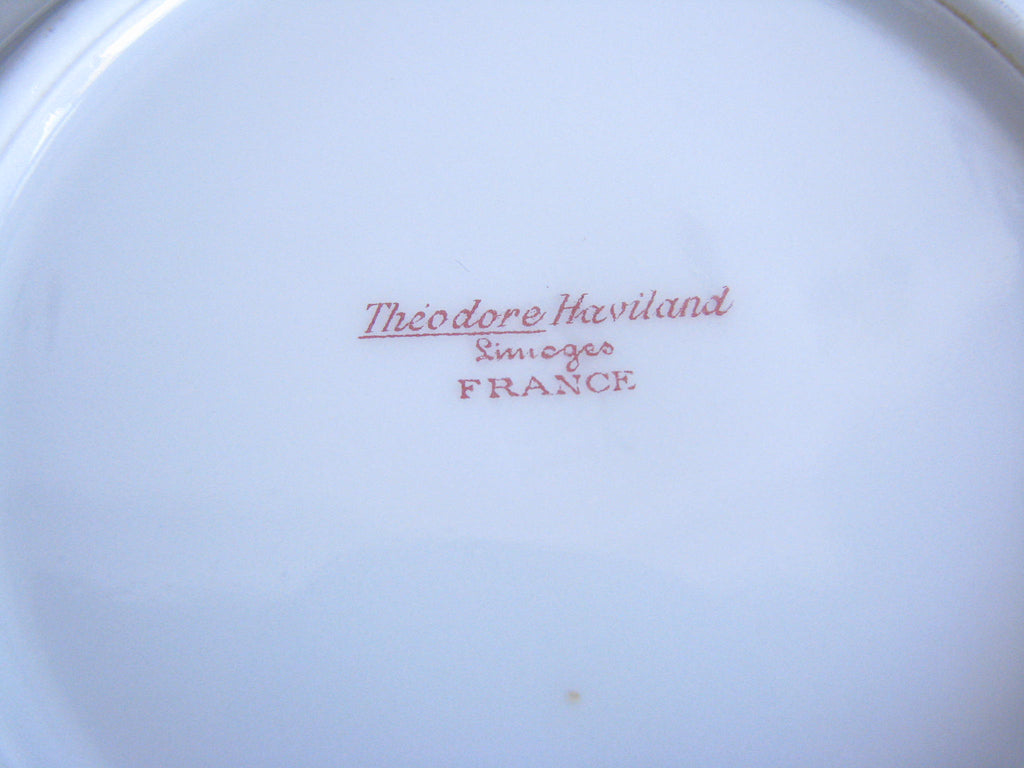 Théodore Haviland
Limoges
FRANCE